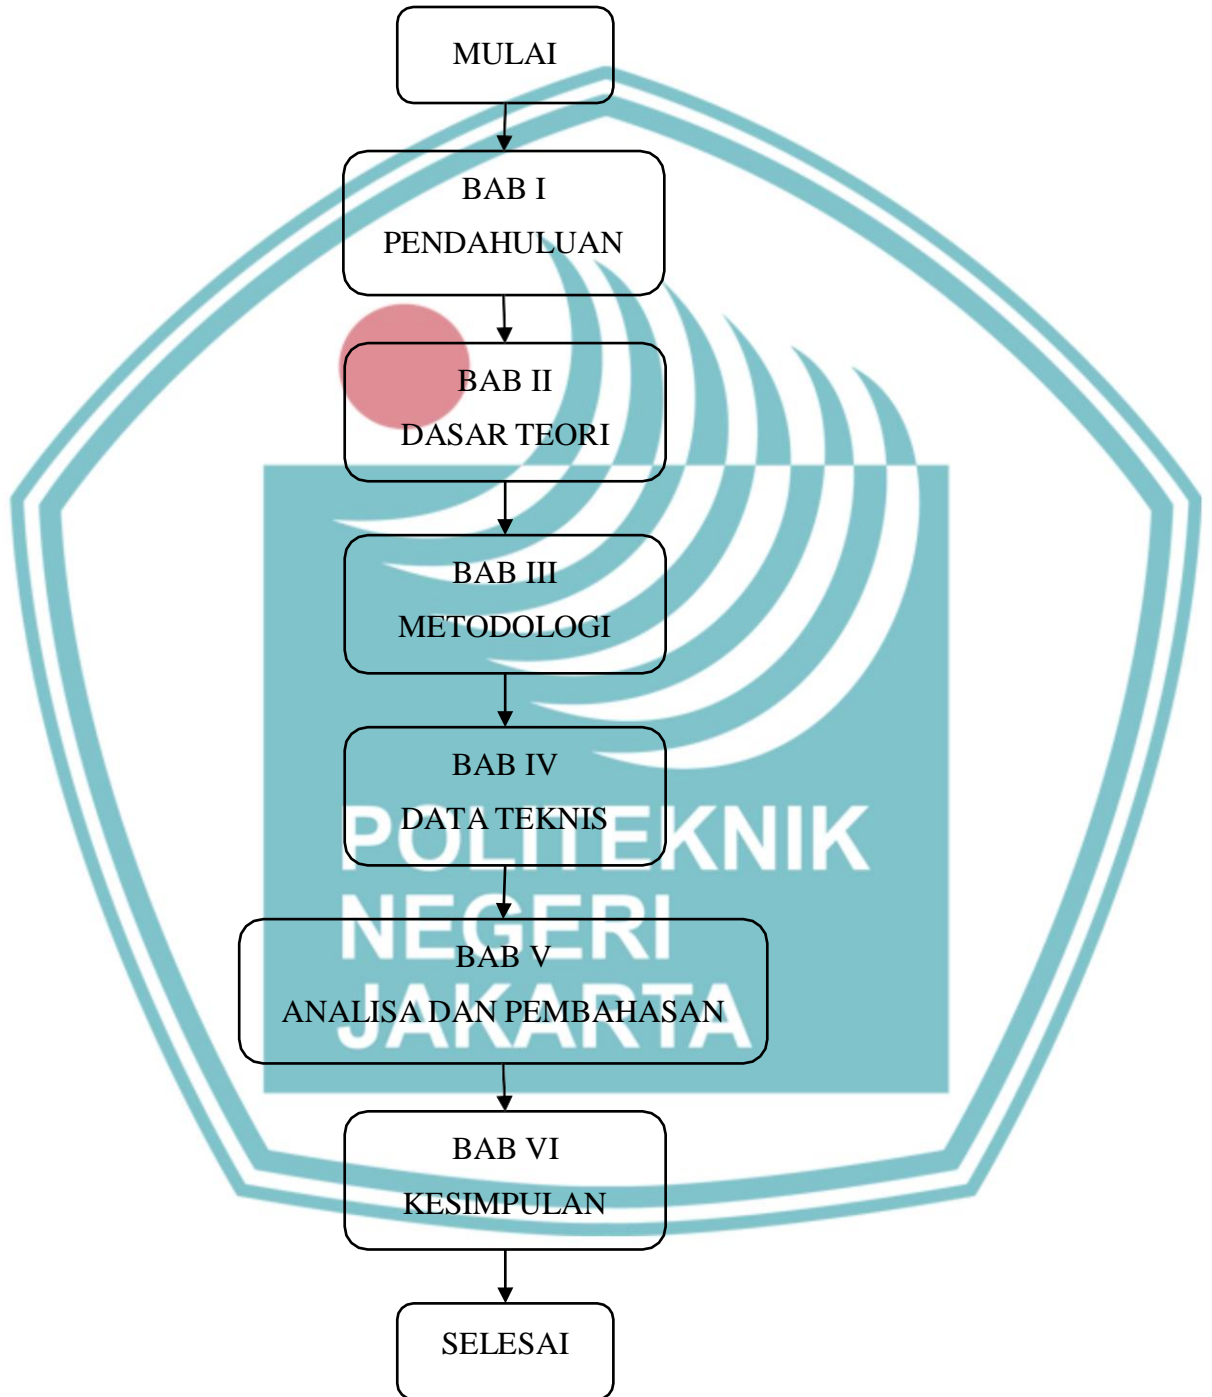 MULAI
BAB I
PENDAHULUAN
BAB II
DASAR TEORI
BAB III
METODOLOGI
BAB IV
DATA TEKNIS
POLITEKNIK
NEGERI
JAKARTA
BAB V
ANALISA DAN PEMBAHASAN
BAB VI
KESIMPULAN
SELESAI